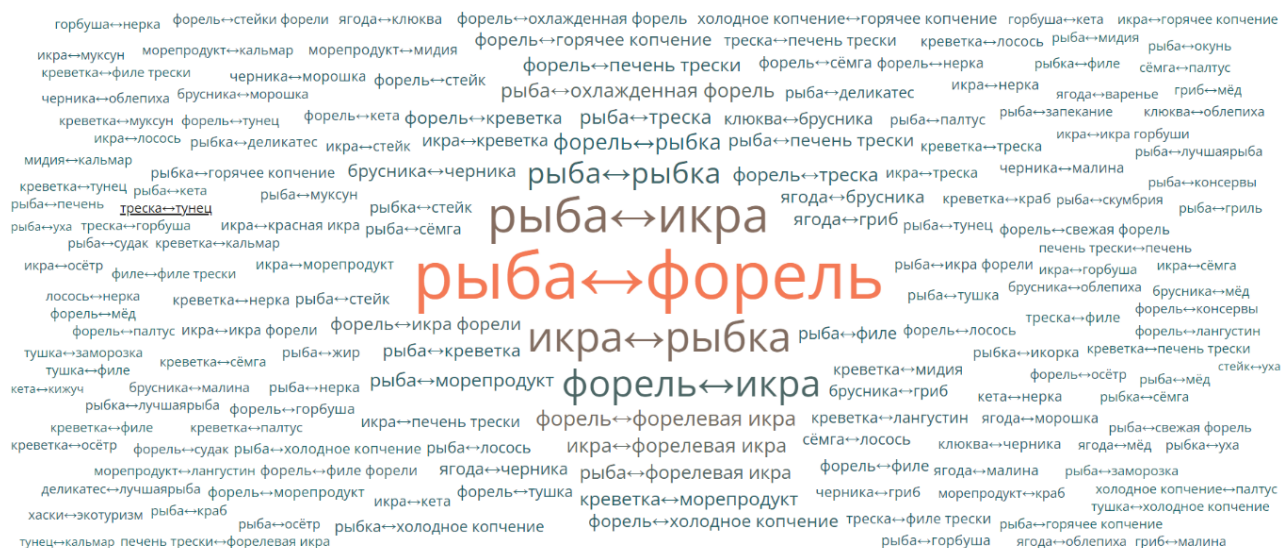 горбуша↔нерка форель↔стейки форели ягода↔клюква форель↔охлажденная форель холодное копчение↔горячее копчение горбуша↔кета икра↔горячее копчение
икра↔муксун морепродукт↔кальмар морепродукт↔мидия форель↔горячее копчение треска↔печень трески креветка↔лосось рыба↔мидия рыба↔окунь
креветка↔филе трески черника↔морошка форель↔стейк форель↔печень трески форель↔сёмга форель↔нерка рыбка↔филе сёмга↔палтус
черника↔облепиха брусника↔морошка рыба↔охлажденная форель рыба↔деликатес икра↔нерка ягода↔варенье гриб↔мёд
креветка↔муксун форель↔тунец форель↔кета форель↔креветка рыба↔треска клюква↔брусника рыба↔палтус рыба↔запекание клюква↔облепиха
икра↔лосось рыбка↔деликатес икра↔стейк икра↔креветка форель↔рыбка рыба↔печень трески креветка↔треска икра↔икра горбуши
мидия↔кальмар рыба↔лучшаярыба
рыбка↔горячее копчение брусника↔черника рыба↔рыбка форель↔треска икра↔треска черника↔малина
креветка↔тунец рыба↔кета рыба↔муксун ягода↔брусника креветка↔краб рыба↔скумбрия рыба↔консервы
рыба↔печень треска↔тунец рыбка↔стейк рыба↔икра рыба↔гриль
рыба↔уха треска↔горбуша икра↔красная икра рыба↔сёмга ягода↔гриб рыба↔тунец форель↔свежая форель
рыба↔судак креветка↔кальмар печень трески↔печень
икра↔осётр филе↔филе трески икра↔морепродукт рыба↔форель рыба↔икра форели икра↔горбуша икра↔сёмга
лосось↔нерка креветка↔нерка рыба↔стейк рыба↔тушка брусника↔облепиха брусника↔мёд
форель↔мёд треска↔филе форель↔консервы
форель↔палтус икра↔икра форели форель↔икра форели икра↔рыбка рыба↔филе форель↔лосось форель↔лангустин
тушка↔заморозка креветка↔сёмга рыба↔жир рыба↔креветка рыбка↔икорка креветка↔печень трески
тушка↔филе креветка↔мидия форель↔осётр стейк↔уха
кета↔кижуч брусника↔малина рыба↔нерка рыба↔морепродукт форель↔икра брусника↔гриб кета↔нерка рыба↔мёд рыбка↔сёмга
рыбка↔лучшаярыба форель↔горбуша
креветка↔филе креветка↔палтус икра↔печень трески форель↔форелевая икра креветка↔лангустин ягода↔морошка рыба↔свежая форель
креветка↔осётр форель↔судак рыба↔холодное копчение рыба↔лосось икра↔форелевая икра сёмга↔лосось клюква↔черника ягода↔мёд рыбка↔уха
морепродукт↔лангустин форель↔филе форели ягода↔черника рыба↔форелевая икра форель↔филе ягода↔малина рыба↔заморозка
деликатес↔лучшаярыба форель↔морепродукт икра↔кета форель↔тушка креветка↔морепродукт черника↔гриб морепродукт↔краб холодное копчение↔палтус
хаски↔экотуризм рыба↔краб тушка↔холодное копчение
рыба↔осётр рыбка↔холодное копчение форель↔холодное копчение треска↔филе трески рыба↔горячее копчение
тунец↔кальмар печень трески↔форелевая икра рыба↔горбуша ягода↔облепиха гриб↔малина